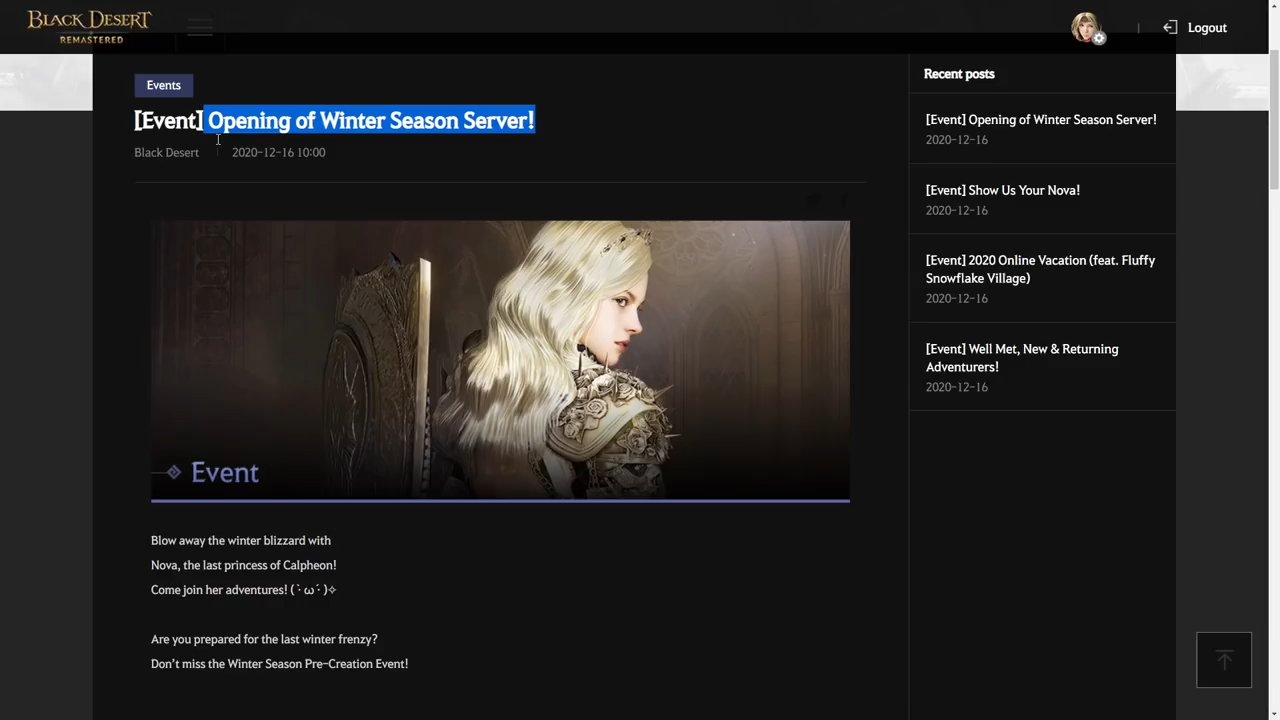 BLACK DESERT
REMASTERED
Logout
Events
[Event] Opening of Winter Season Server!
Black Desert
2020-12-16 10:00
Event
Blow away the winter blizzard with
Nova, the last princess of Calpheon!
Come join her adventures! (`･ω･´)✧
Are you prepared for the last winter frenzy?
Don't miss the Winter Season Pre-Creation Event!
Recent posts
[Event] Opening of Winter Season Server!
2020-12-16
[Event] Show Us Your Nova!
2020-12-16
[Event] 2020 Online Vacation (feat. Fluffy
Snowflake Village)
2020-12-16
[Event] Well Met, New & Returning
Adventurers!
2020-12-16